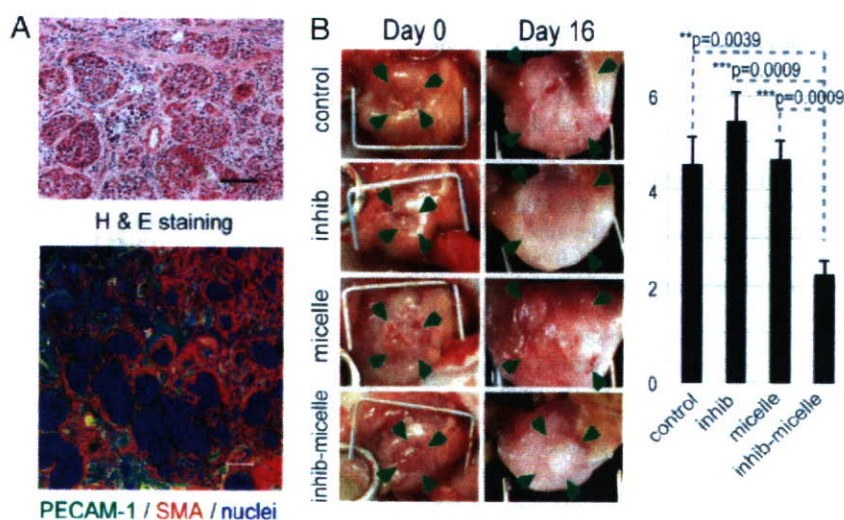 A
H & E staining
PECAM-1 / SMA / nuclei
B
Day 0
Day 16
control
inhib
micelle
inhib-micelle
**p=0.0039
***p=0.0009
***p=0.0009
6
4
2
0
control
inhib
micelle
inhib-micelle